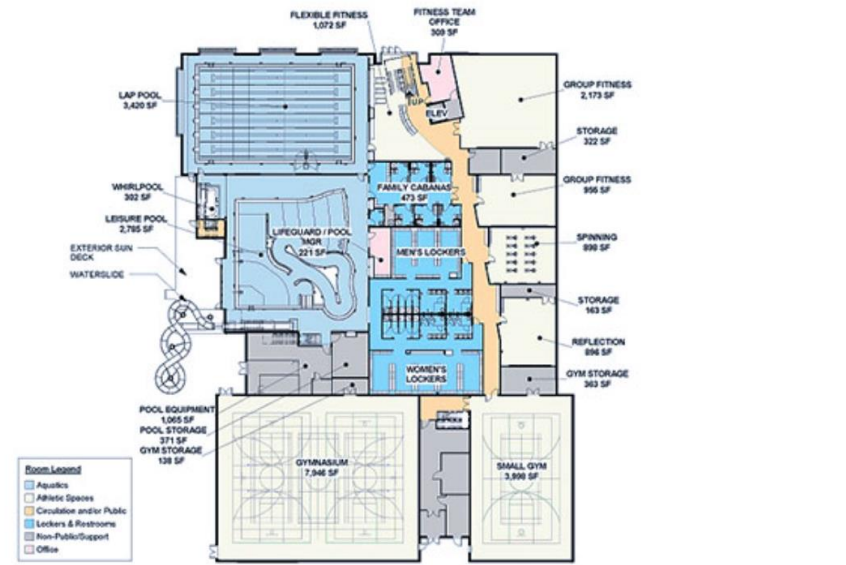 FLEXIBLE FITNESS
1,072 SF
FITNESS TEAM
OFFICE
309 SF
LAP POOL
3,420 SF
UP
ELEV
GROUP FITNESS
2,173 SF
STORAGE
322 SF
WHIRLPOOL
302 SF
FAMILY CABANAS
473 SF
GROUP FITNESS
956 SF
LEISURE POOL
2,785 SF
LIFEGUARD / POOL
MGR
221 SF
MEN'S LOCKERS
SPINNING
898 SF
EXTERIOR SUN
DECK
WATERSLIDE
STORAGE
163 SF
REFLECTION
896 SF
WOMEN'S
LOCKERS
GYM STORAGE
363 SF
POOL EQUIPMENT
1,065 SF
POOL STORAGE
371 SF
GYM STORAGE
138 SF
GYMNASIUM
7,946 SF
SMALL GYM
3,998 SF
Room Legend
Aquatics
Athletic Spaces
Circulation and/or Public
Lockers & Restrooms
Non-Public/Support
Office